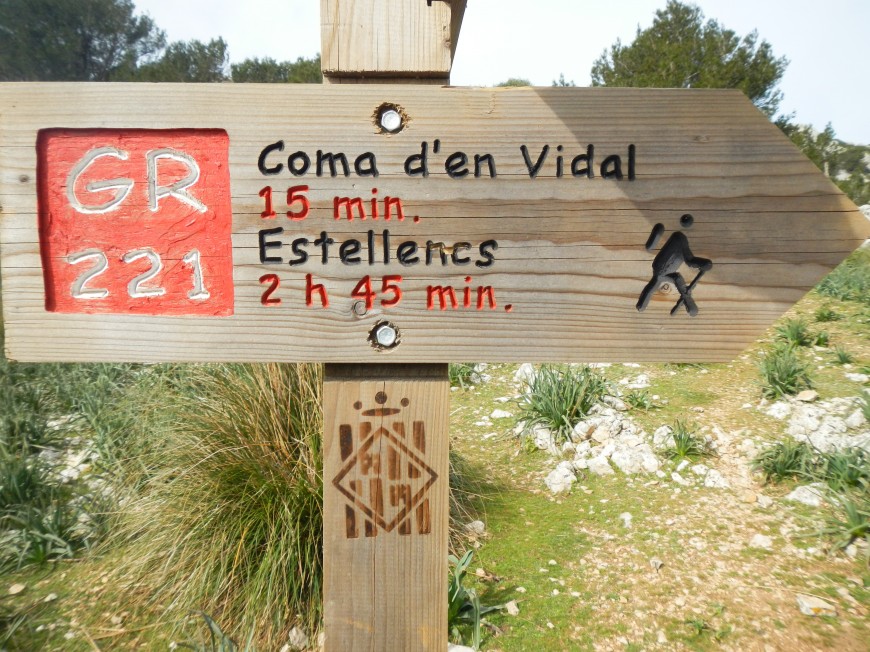 GR
221
Coma d'en Vidal
15 min.
Estellencs
2 h 45 min.